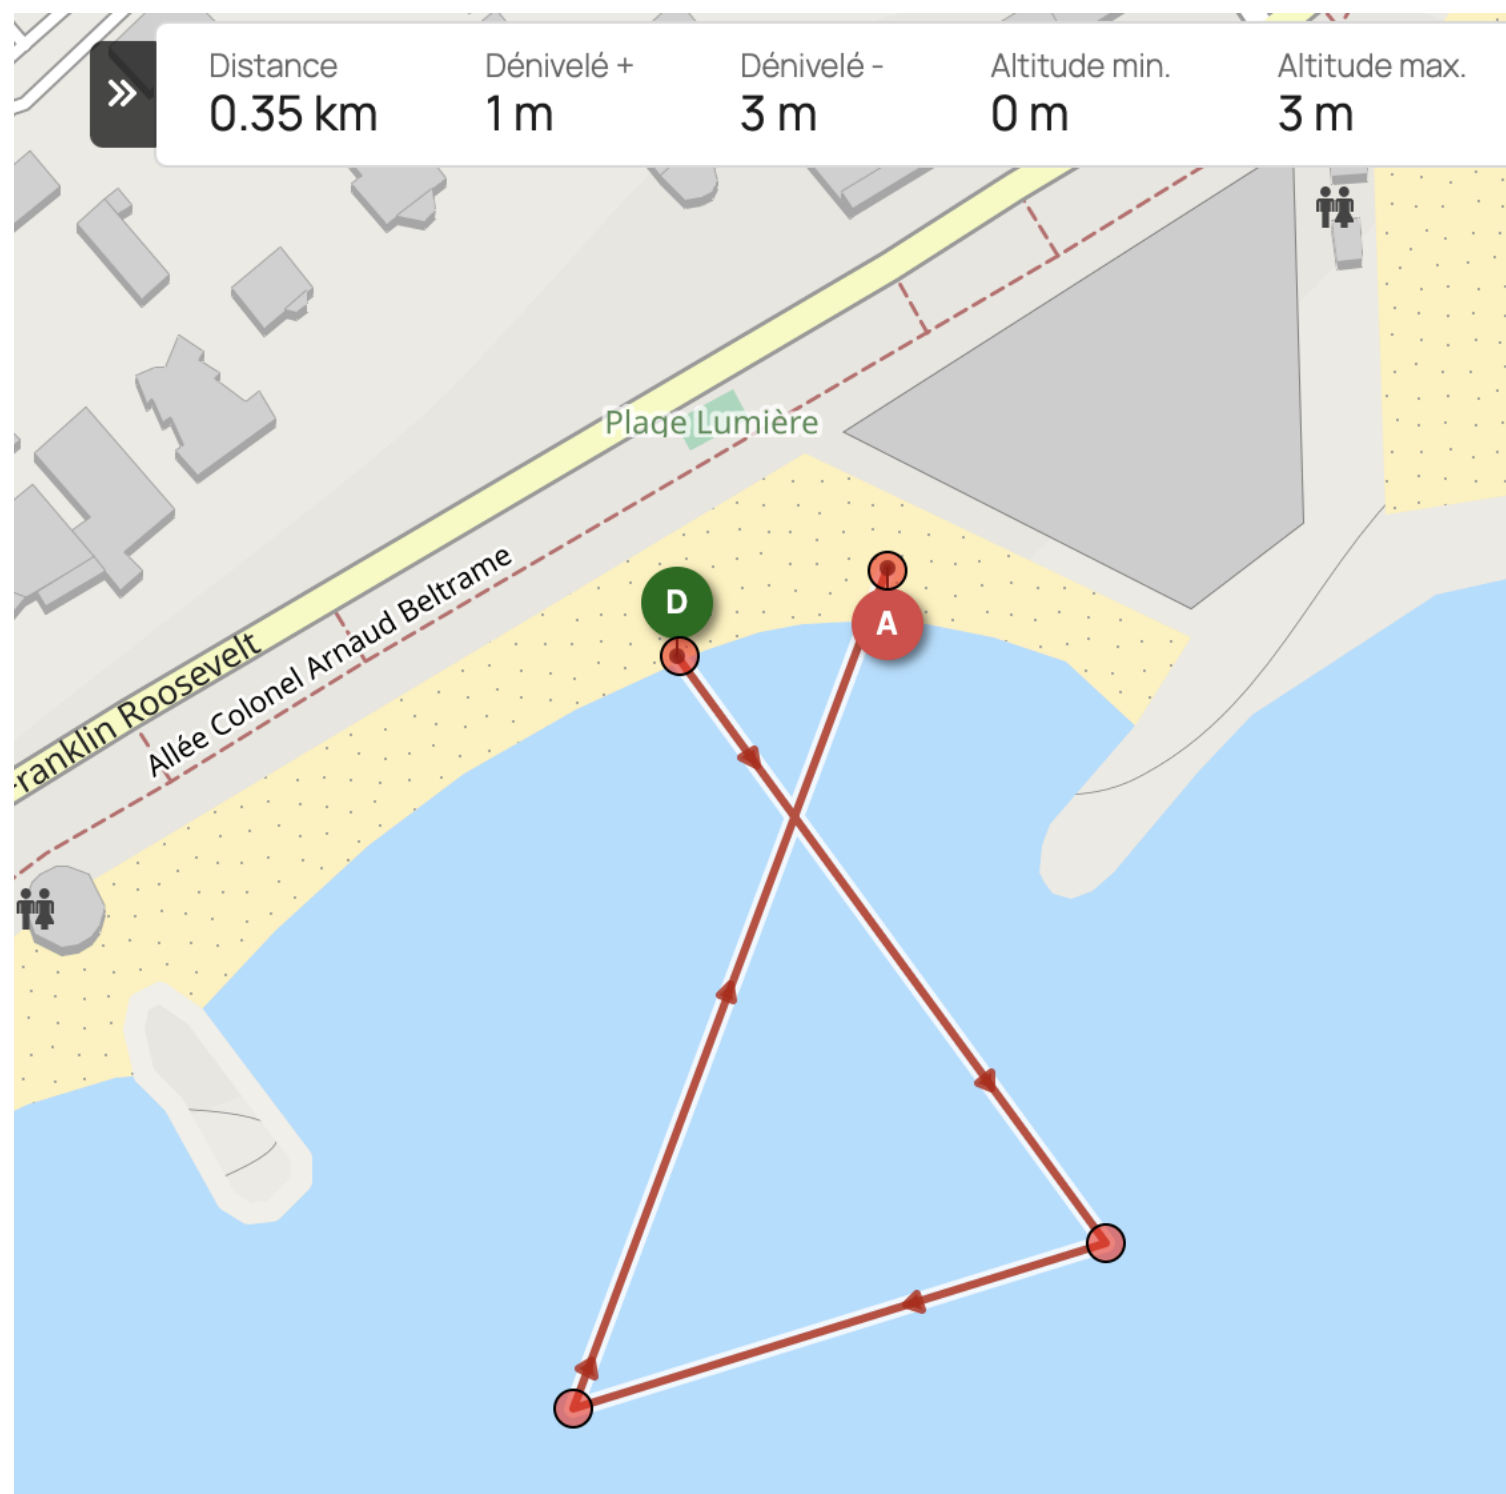 Distance
0.35 km
Dénivelé +
1 m
Dénivelé -
3 m
Altitude min.
0 m
Altitude max.
3 m
Plage Lumière
Franklin Roosevelt
Allée Colonel Arnaud Beltrame
D
A